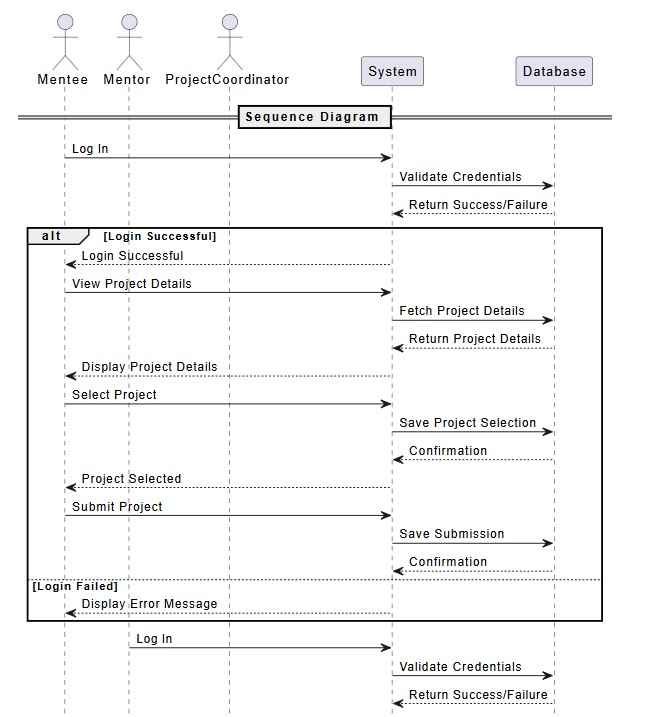 Mentee Mentor ProjectCoordinator System Database
Sequence Diagram
Log In
Validate Credentials
Return Success/Failure
alt [Login Successful]
Login Successful
View Project Details
Fetch Project Details
Return Project Details
Display Project Details
Select Project
Save Project Selection
Confirmation
Project Selected
Submit Project
Save Submission
Confirmation
[Login Failed]
Display Error Message
Log In
Validate Credentials
Return Success/Failure